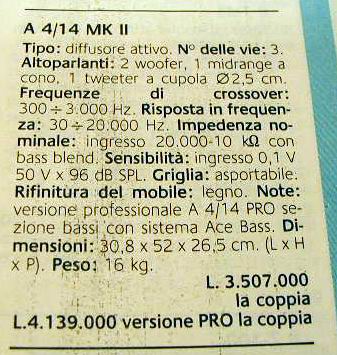 A 4/14 MK II
Tipo: diffusore attivo. Nº delle vie: 3.
Altoparlanti: 2 woofer, 1 midrange a
cono, 1 tweeter a cupola Ø2,5 cm.
Frequenze di crossover:
300÷3.000 Hz. Risposta in frequen-
za: 30÷20.000 Hz. Impedenza no-
minale: ingresso 20.000-10 kΩ con
bass blend. Sensibilità: ingresso 0,1 V
50 V x 96 dB SPL. Griglia: asportabile.
Rifinitura del mobile: legno. Note:
versione professionale A 4/14 PRO se-
zione bassi con sistema Ace Bass. Di-
mensioni: 30,8 x 52 x 26,5 cm. (L x H
x P). Peso: 16 kg.
L. 3.507.000
la coppia
L.4.139.000 versione PRO la coppia